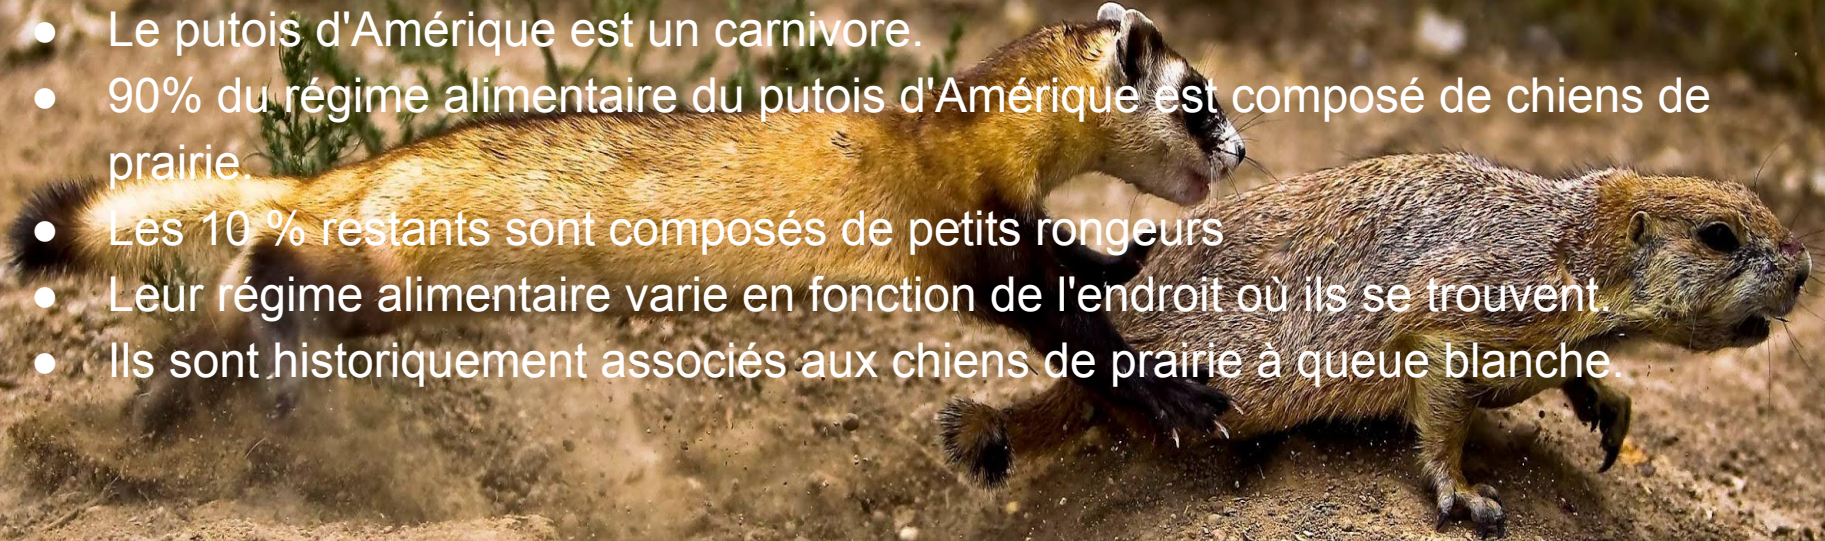 ● Le putois d'Amérique est un carnivore.
● 90% du régime alimentaire du putois d'Amérique est composé de chiens de
prairie.
● Les 10 % restants sont composés de petits rongeurs
● Leur régime alimentaire varie en fonction de l'endroit où ils se trouvent.
● Ils sont historiquement associés aux chiens de prairie à queue blanche.